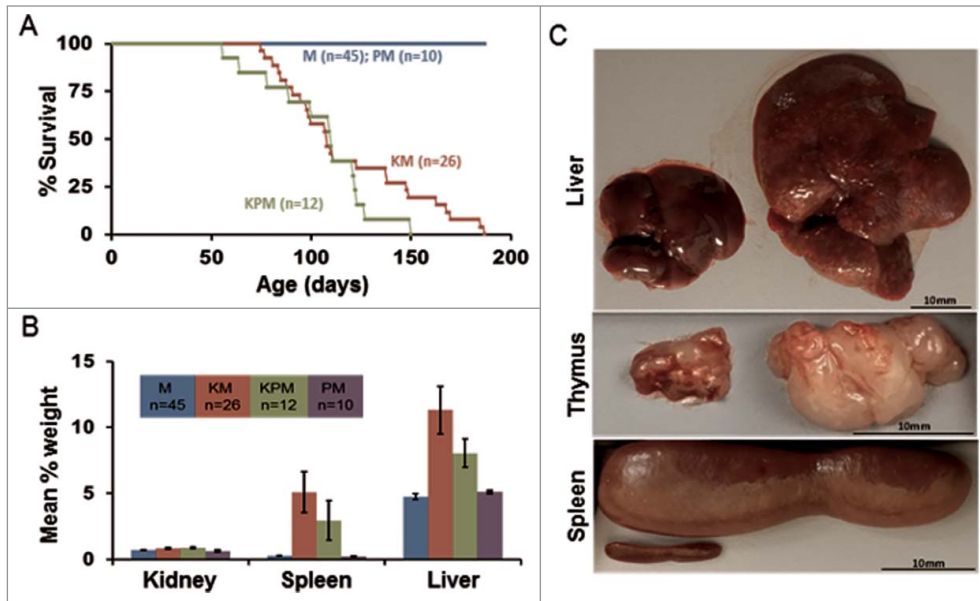 A
100
75
50
25
0
% Survival
M (n=45); PM (n=10)
KM (n=26)
KPM (n=12)
0 50 100 150 200
Age (days)
B
15
10
5
0
Mean % weight
M KM KPM PM
n=45 n=26 n=12 n=10
Kidney Spleen Liver
C
Liver
10mm
Thymus
10mm
Spleen
10mm